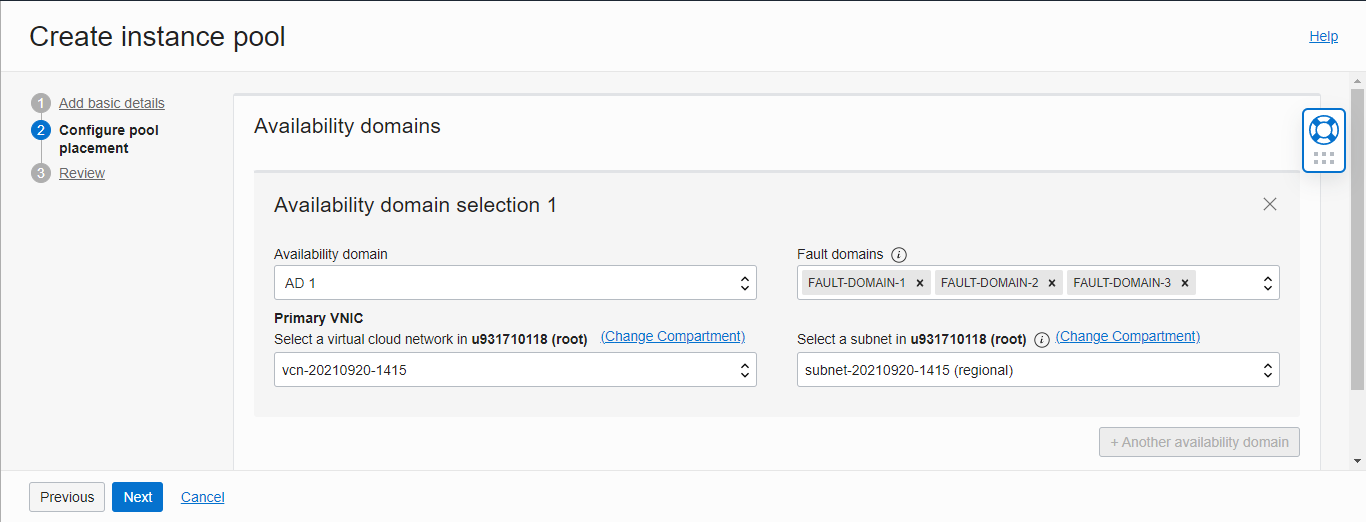 Create instance pool
Help
1 Add basic details
2 Configure pool
placement
3 Review
Availability domains
Availability domain selection 1
Availability domain
Fault domains
AD 1
FAULT-DOMAIN-1 × FAULT-DOMAIN-2 × FAULT-DOMAIN-3 ×
Primary VNIC
Select a virtual cloud network in u931710118 (root) (Change Compartment)
Select a subnet in u931710118 (root) (Change Compartment)
vcn-20210920-1415
subnet-20210920-1415 (regional)
+ Another availability domain
Previous
Next
Cancel